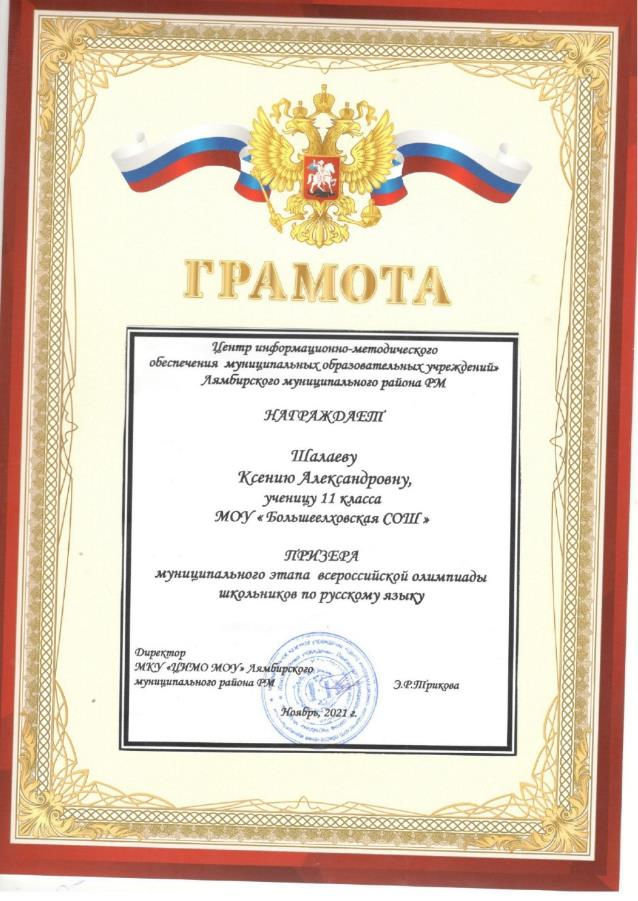 ГРАМОТА
Центр информационно-методического
обеспечения муниципальных образовательных учреждений»
Лямбирского муниципального района РМ
НАГРАЖДАЕТ
Шалаеву
Ксению Александровну,
ученицу 11 класса
МОУ « Большеелховская СОШ »
ПРИЗЕРА
муниципального этапа всероссийской олимпиады
школьников по русскому языку
Директор
МКУ «ЦИМО МОУ» Лямбирского
муниципального района РМ Э.Р.Трикова
Ноябрь, 2021 г.